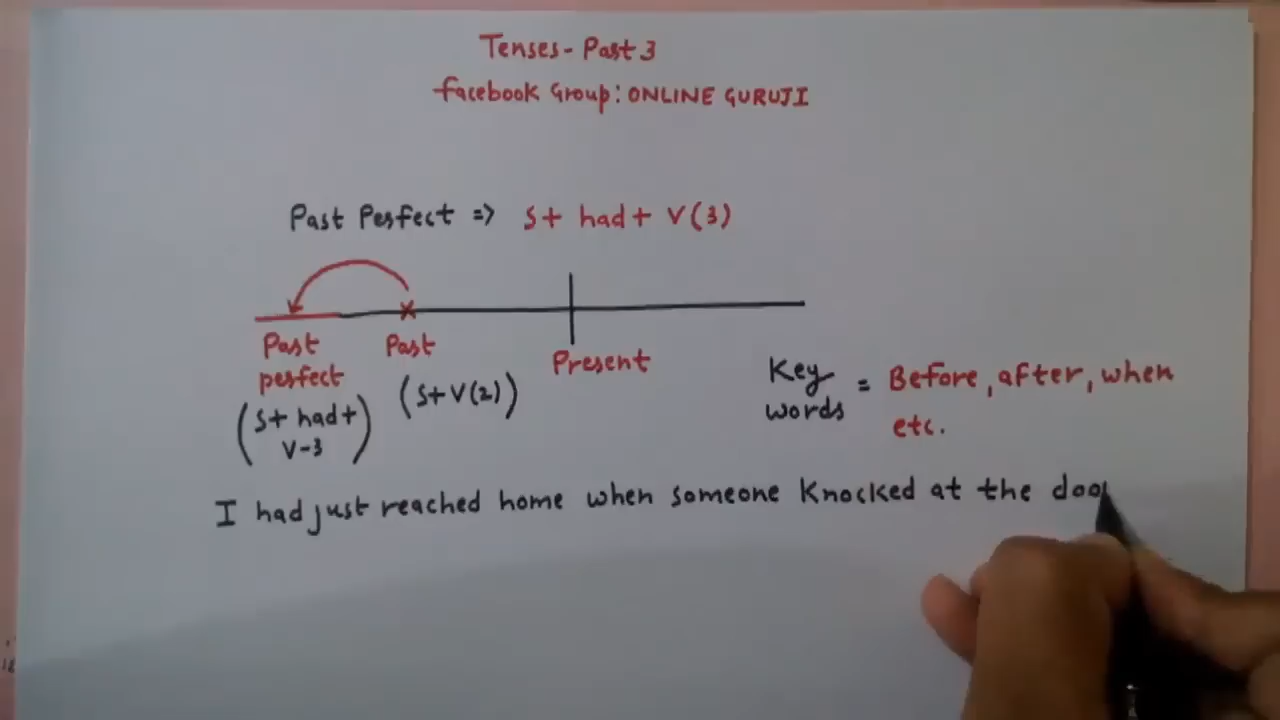 Tenses - Past 3
Facebook Group: ONLINE GURUJI
Past Perfect => S+ had+ V(3)
Past perfect
Past
Present
(S+ had+ V-3)
(S+V(2))
Key words = Before, after, when etc.
I had just reached home when someone knocked at the doo